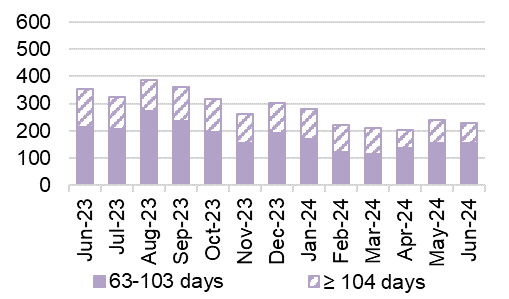 600
500
400
300
200
100
0
Jun-23
Jul-23
Aug-23
Sep-23
Oct-23
Nov-23
Dec-23
Jan-24
Feb-24
Mar-24
Apr-24
May-24
Jun-24
63-103 days
≥ 104 days